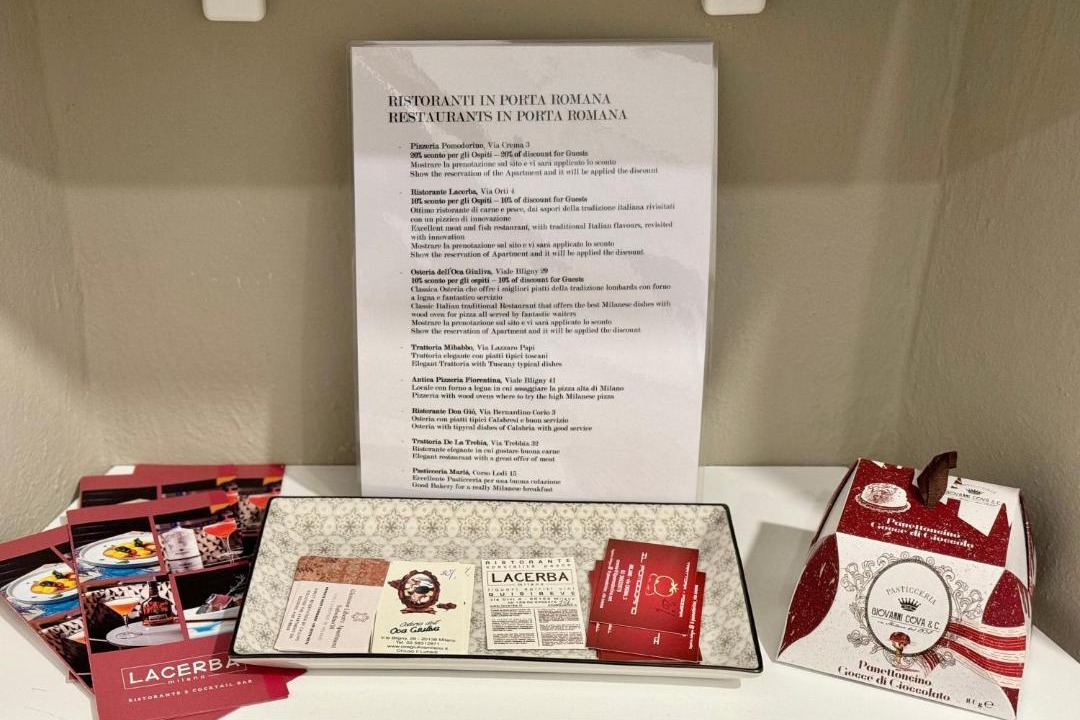 RISTORANTI IN PORTA ROMANA
RESTAURANTS IN PORTA ROMANA
- Pizzeria Pomodorino, Via Crema 3
20% sconto per gli Ospiti – 20% of discount for Guests
Mostrare la prenotazione sul sito e vi sarà applicato lo sconto
Show the reservation of the Apartment and it will be applied the discount
- Ristorante Lacerba, Via Orti 4
10% sconto per gli Ospiti – 10% of discount for Guests
Ottimo ristorante di carne e pesce, dai sapori della tradizione italiana rivisitati
con un pizzico di innovazione
Excellent meat and fish restaurant, with traditional Italian flavours, revisited
with innovation
Mostrare la prenotazione sul sito e vi sarà applicato lo sconto
Show the reservation of Apartment and it will be applied the discount.
- Osteria dell'Oca Giuliva, Viale Bligny 29
10% sconto per gli ospiti – 10% of discount for Guests
Classica Osteria che offre i migliori piatti della tradizione lombarda con forno
a legna e fantastico servizio
Classic Italian traditional Restaurant that offers the best Milanese dishes with
wood oven for pizza all served by fantastic waiters
Mostrare la prenotazione sul sito e vi sarà applicato lo sconto
Show the reservation of Apartment and it will be applied the discount
- Trattoria Mibabbo, Via Lazzaro Papi
Trattoria elegante con piatti tipici toscani
Elegant Trattoria with Tuscany typical dishes
- Antica Pizzeria Fiorentina, Viale Bligny 41
Locale con forno a legna in cui assaggiare la pizza alta di Milano
Pizzeria with wood ovens where to try the high Milanese pizza
- Ristorante Don Giò, Via Bernardino Corio 3
Osteria con piatti tipici Calabresi e buon servizio
Osteria with tipycal dishes of Calabria with good service
- Trattoria De La Trebia, Via Trebbia 32
Ristorante elegante in cui gustare buona carne
Elegant restaurant with a great offer of meat
- Pasticceria Marlà, Corso Lodi 15
Eccellente Pasticceria per una buona colazione
Good Bakery for a really Milanese breakfast
LACERBA
milano
RISTORANTE & COCKTAIL BAR
Oca Giuliva
RISTORANTE
LACERBA
milano
QUISIBEVE
GIOVANNI COVA & C.
Panettoncino
Gocce di Cioccolato
PASTICCERIA
GIOVANNI COVA & C.
Panettoncino
Gocce di Cioccolato
80 g e